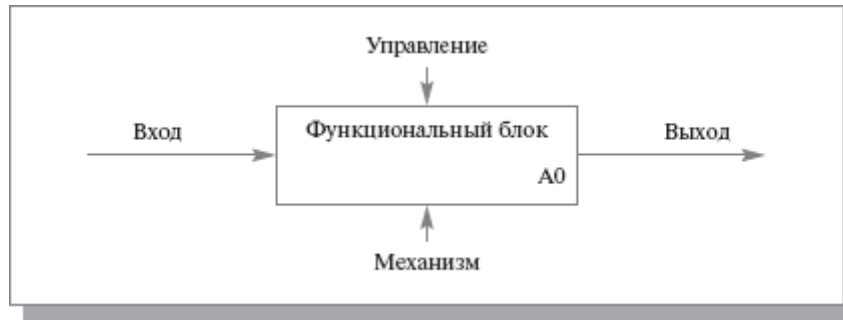 Управление
Вход
Функциональный блок
Выход
A0
Механизм